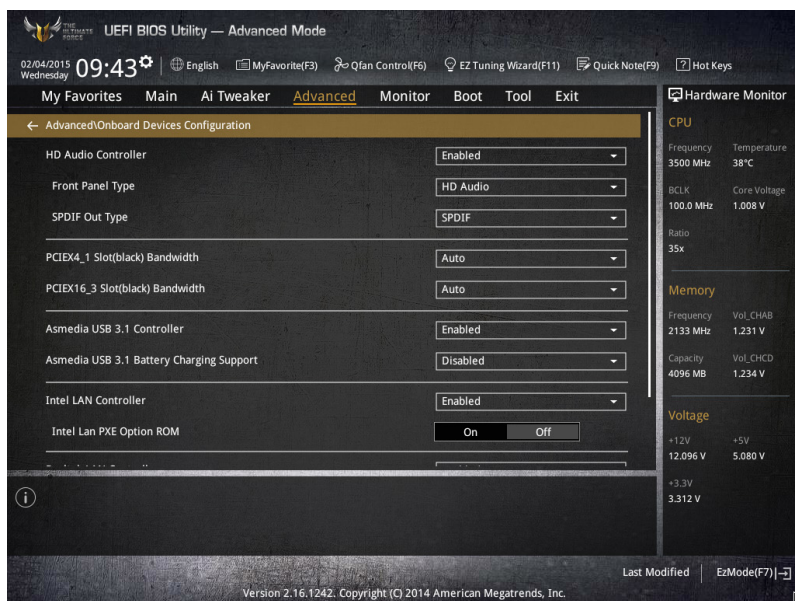 THE ULTIMATE FORCE
UEFI BIOS Utility — Advanced Mode
02/04/2015
Wednesday
09:43
English
MyFavorite(F3)
Qfan Control(F6)
EZ Tuning Wizard(F11)
Quick Note(F9)
? Hot Keys
My Favorites Main Ai Tweaker Advanced Monitor Boot Tool Exit
Hardware Monitor
← Advanced\Onboard Devices Configuration
HD Audio Controller Enabled
Front Panel Type HD Audio
SPDIF Out Type SPDIF
PCIEX4_1 Slot(black) Bandwidth Auto
PCIEX16_3 Slot(black) Bandwidth Auto
Asmedia USB 3.1 Controller Enabled
Asmedia USB 3.1 Battery Charging Support Disabled
Intel LAN Controller Enabled
Intel Lan PXE Option ROM On Off
CPU
Frequency Temperature
3500 MHz 38°C
BCLK Core Voltage
100.0 MHz 1.008 V
Ratio
35x
Memory
Frequency Vol_CHAB
2133 MHz 1.231 V
Capacity Vol_CHCD
4096 MB 1.234 V
Voltage
+12V +5V
12.096 V 5.080 V
+3.3V
3.312 V
Last Modified
EzMode(F7)
Version 2.16.1242. Copyright (C) 2014 American Megatrends, Inc.